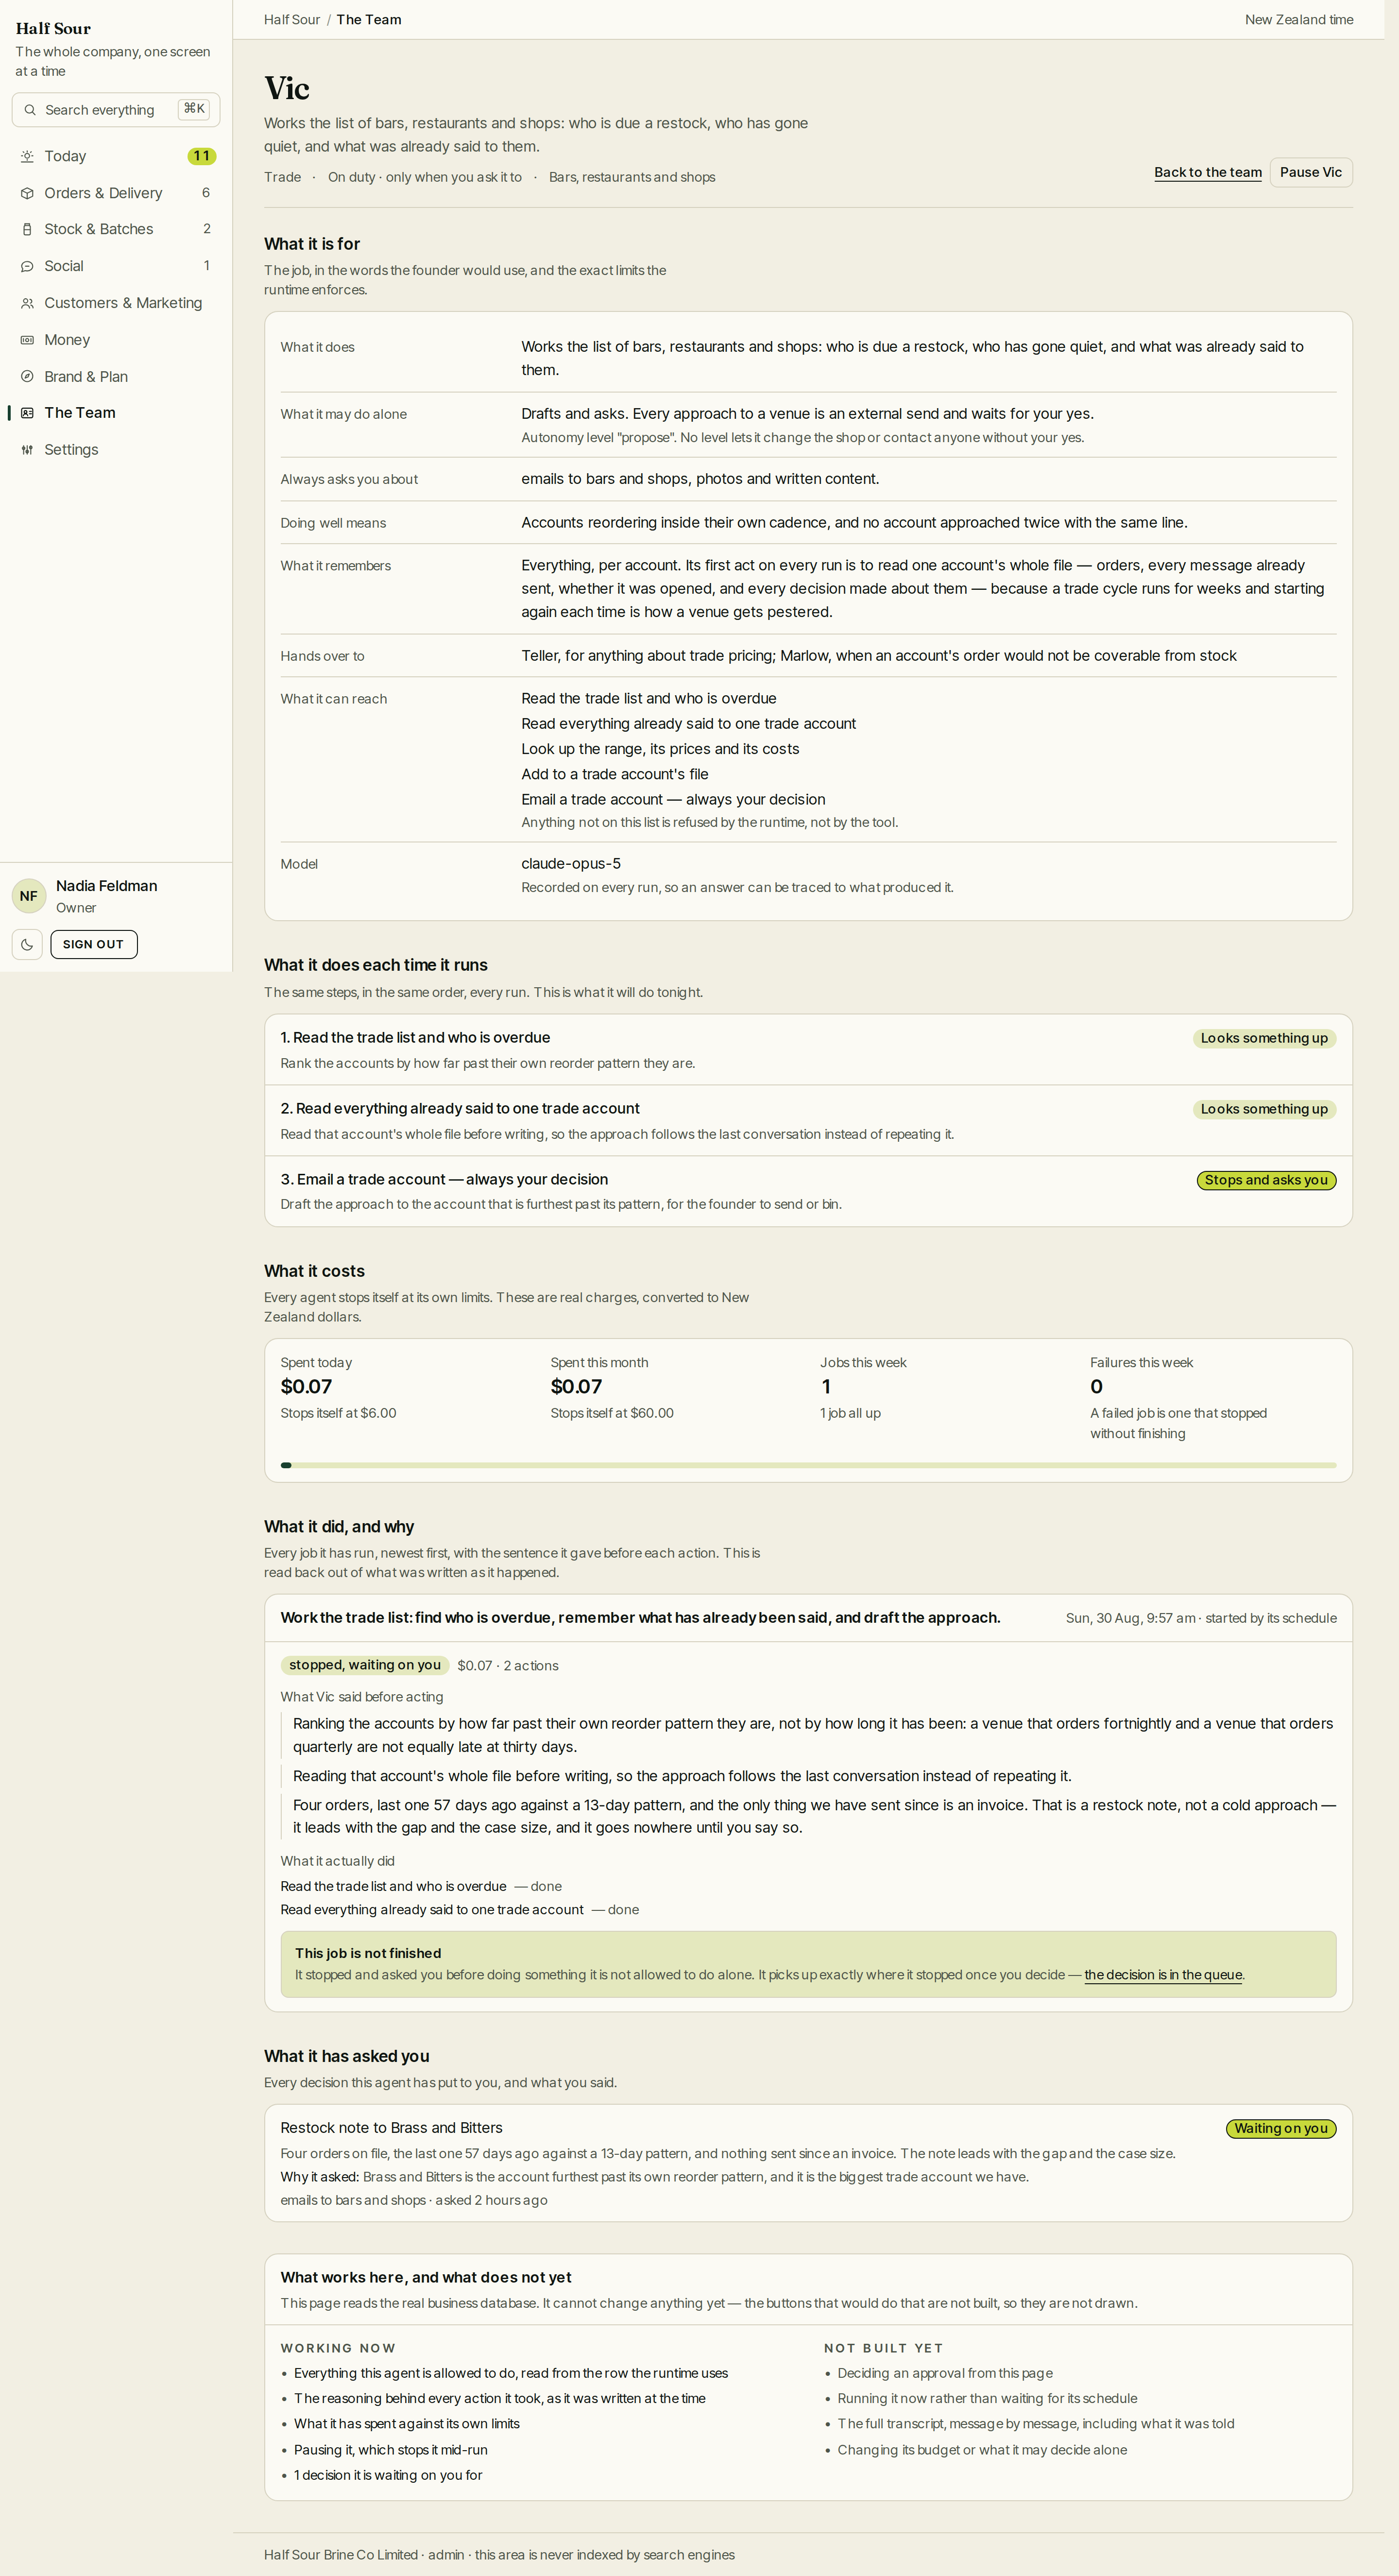 Half Sour
The whole company, one screen
at a time
Search everything ⌘K
Today 11
Orders & Delivery 6
Stock & Batches 2
Social 1
Customers & Marketing
Money
Brand & Plan
The Team
Settings
NF
Nadia Feldman
Owner
SIGN OUT
Half Sour / The Team
New Zealand time
Vic
Works the list of bars, restaurants and shops: who is due a restock, who has gone
quiet, and what was already said to them.
Trade · On duty · only when you ask it to · Bars, restaurants and shops
Back to the team
Pause Vic
What it is for
The job, in the words the founder would use, and the exact limits the
runtime enforces.
What it does
Works the list of bars, restaurants and shops: who is due a restock, who has gone quiet, and what was already said to
them.
What it may do alone
Drafts and asks. Every approach to a venue is an external send and waits for your yes.
Autonomy level "propose". No level lets it change the shop or contact anyone without your yes.
Always asks you about
emails to bars and shops, photos and written content.
Doing well means
Accounts reordering inside their own cadence, and no account approached twice with the same line.
What it remembers
Everything, per account. Its first act on every run is to read one account's whole file — orders, every message already
sent, whether it was opened, and every decision made about them — because a trade cycle runs for weeks and starting
again each time is how a venue gets pestered.
Hands over to
Teller, for anything about trade pricing; Marlow, when an account's order would not be coverable from stock
What it can reach
Read the trade list and who is overdue
Read everything already said to one trade account
Look up the range, its prices and its costs
Add to a trade account's file
Email a trade account — always your decision
Anything not on this list is refused by the runtime, not by the tool.
Model
claude-opus-5
Recorded on every run, so an answer can be traced to what produced it.
What it does each time it runs
The same steps, in the same order, every run. This is what it will do tonight.
1. Read the trade list and who is overdue
Looks something up
Rank the accounts by how far past their own reorder pattern they are.
2. Read everything already said to one trade account
Looks something up
Read that account's whole file before writing, so the approach follows the last conversation instead of repeating it.
3. Email a trade account — always your decision
Stops and asks you
Draft the approach to the account that is furthest past its pattern, for the founder to send or bin.
What it costs
Every agent stops itself at its own limits. These are real charges, converted to New
Zealand dollars.
Spent today
$0.07
Stops itself at $6.00
Spent this month
$0.07
Stops itself at $60.00
Jobs this week
1
1 job all up
Failures this week
0
A failed job is one that stopped
without finishing
What it did, and why
Every job it has run, newest first, with the sentence it gave before each action. This is
read back out of what was written as it happened.
Work the trade list: find who is overdue, remember what has already been said, and draft the approach.
Sun, 30 Aug, 9:57 am · started by its schedule
stopped, waiting on you
$0.07 · 2 actions
What Vic said before acting
Ranking the accounts by how far past their own reorder pattern they are, not by how long it has been: a venue that orders fortnightly and a venue that orders
quarterly are not equally late at thirty days.
Reading that account's whole file before writing, so the approach follows the last conversation instead of repeating it.
Four orders, last one 57 days ago against a 13-day pattern, and the only thing we have sent since is an invoice. That is a restock note, not a cold approach —
it leads with the gap and the case size, and it goes nowhere until you say so.
What it actually did
Read the trade list and who is overdue — done
Read everything already said to one trade account — done
This job is not finished
It stopped and asked you before doing something it is not allowed to do alone. It picks up exactly where it stopped once you decide — the decision is in the queue.
What it has asked you
Every decision this agent has put to you, and what you said.
Restock note to Brass and Bitters
Waiting on you
Four orders on file, the last one 57 days ago against a 13-day pattern, and nothing sent since an invoice. The note leads with the gap and the case size.
Why it asked: Brass and Bitters is the account furthest past its own reorder pattern, and it is the biggest trade account we have.
emails to bars and shops · asked 2 hours ago
What works here, and what does not yet
This page reads the real business database. It cannot change anything yet — the buttons that would do that are not built, so they are not drawn.
WORKING NOW
• Everything this agent is allowed to do, read from the row the runtime uses
• The reasoning behind every action it took, as it was written at the time
• What it has spent against its own limits
• Pausing it, which stops it mid-run
• 1 decision it is waiting on you for
NOT BUILT YET
• Deciding an approval from this page
• Running it now rather than waiting for its schedule
• The full transcript, message by message, including what it was told
• Changing its budget or what it may decide alone
Half Sour Brine Co Limited · admin · this area is never indexed by search engines